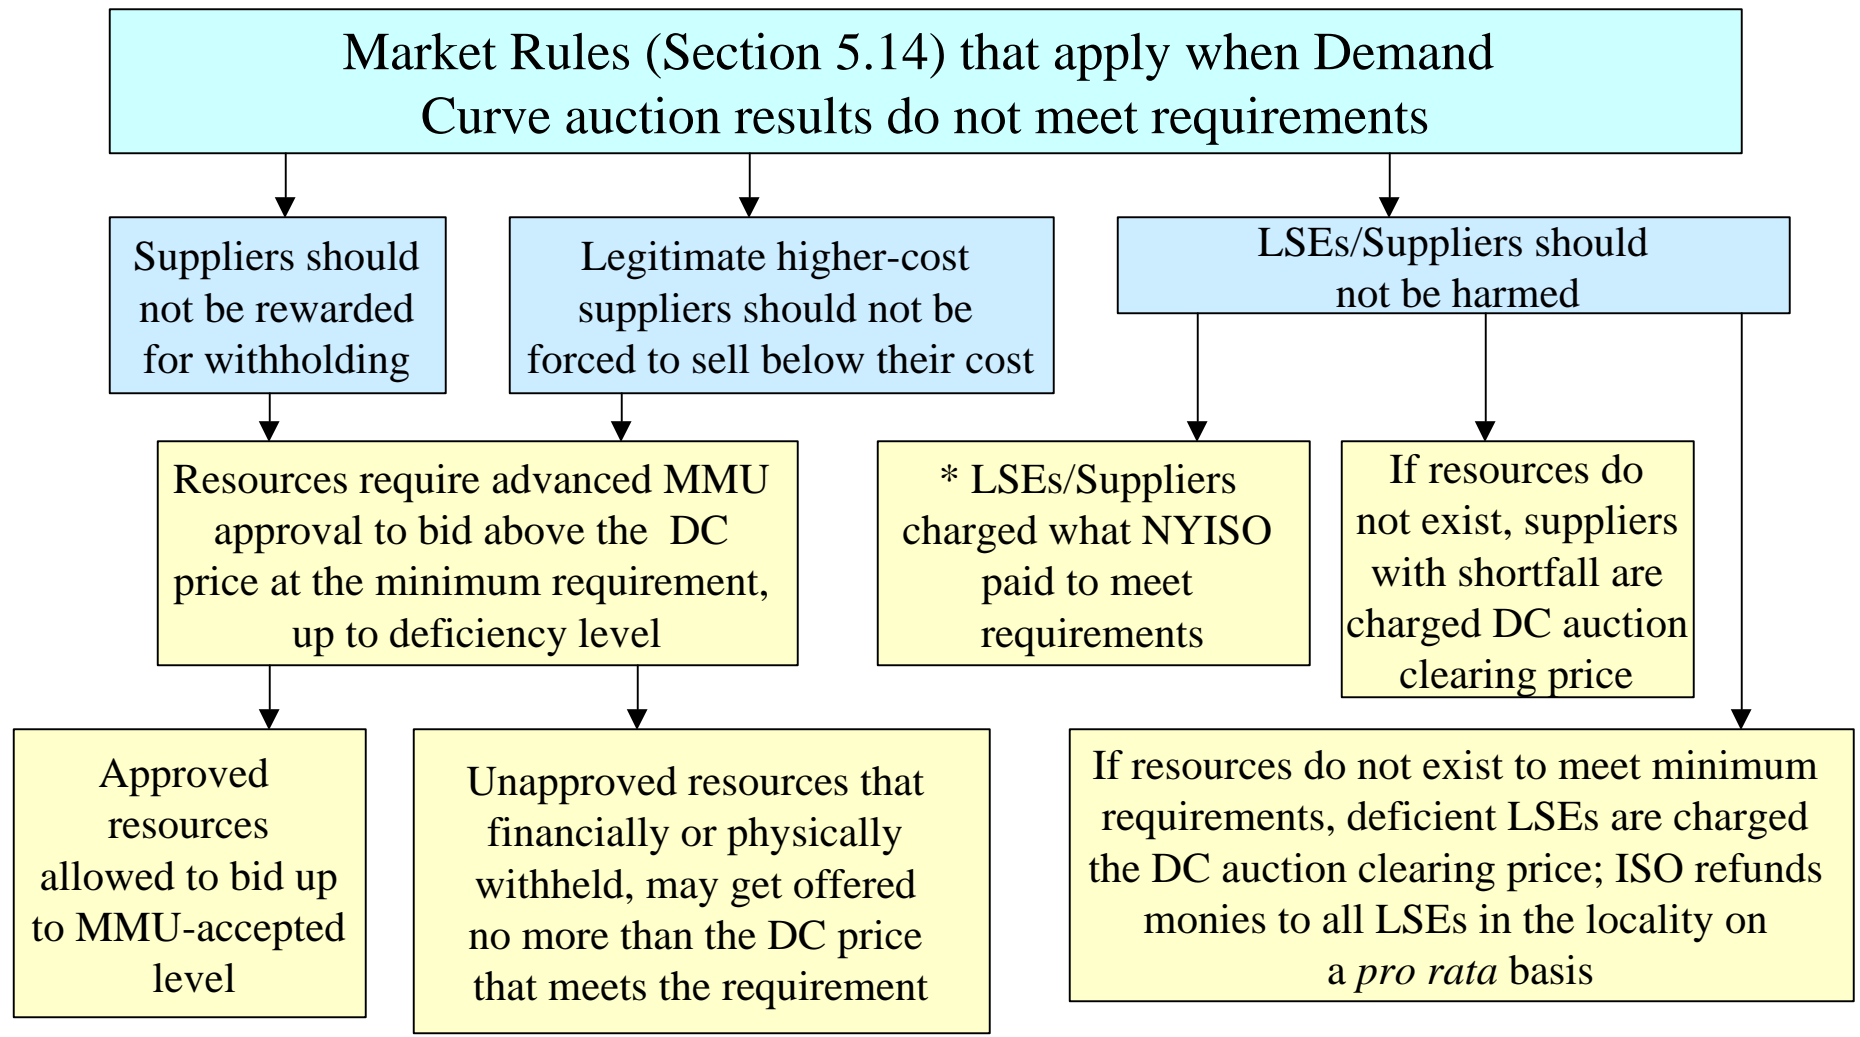 Market Rules (Section 5.14) that apply when Demand
Curve auction results do not meet requirements
Suppliers should
not be rewarded
for withholding
Legitimate higher-cost
suppliers should not be
forced to sell below their cost
LSEs/Suppliers should
not be harmed
Resources require advanced MMU
approval to bid above the DC
price at the minimum requirement,
up to deficiency level
* LSEs/Suppliers
charged what NYISO
paid to meet
requirements
If resources do
not exist, suppliers
with shortfall are
charged DC auction
clearing price
Approved
resources
allowed to bid up
to MMU-accepted
level
Unapproved resources that
financially or physically
withheld, may get offered
no more than the DC price
that meets the requirement
If resources do not exist to meet minimum
requirements, deficient LSEs are charged
the DC auction clearing price; ISO refunds
monies to all LSEs in the locality on
a pro rata basis